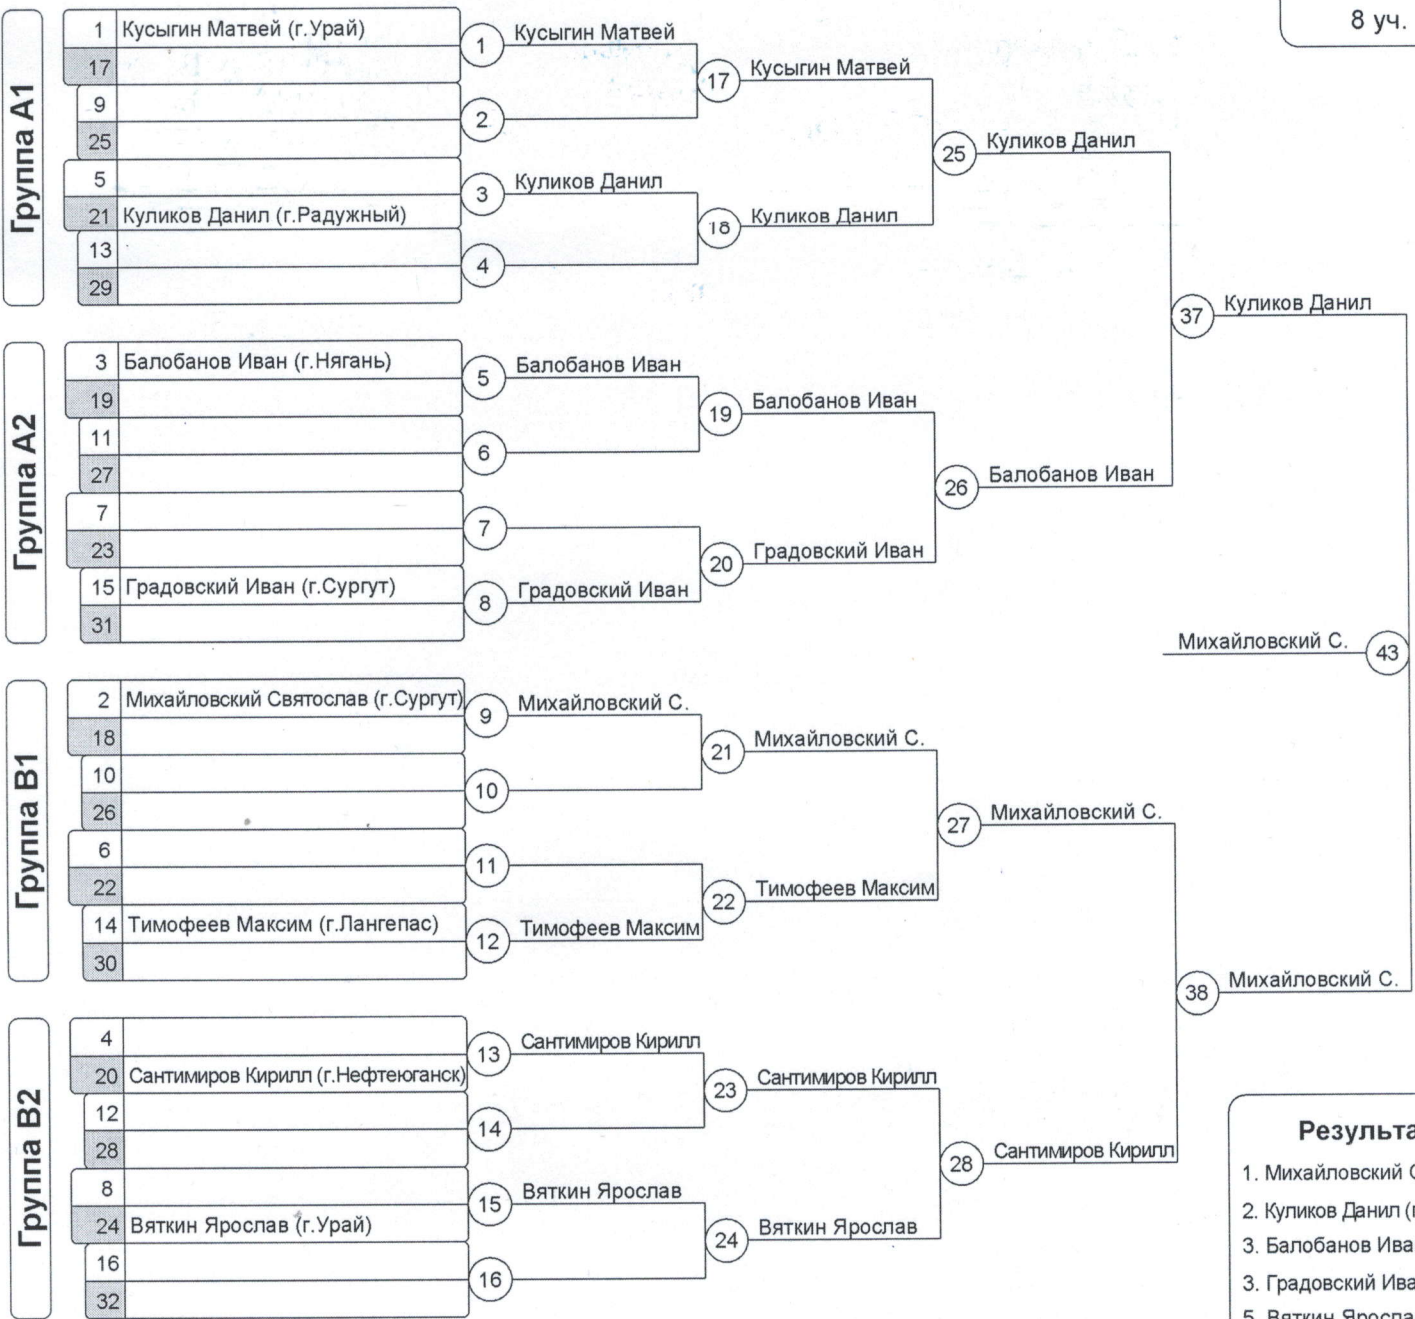 8 уч.
Группа А1
1 Кусыгин Матвей (г.Урай)
17
9
25
5
21 Куликов Данил (г.Радужный)
13
29
1 Кусыгин Матвей
2
3 Куликов Данил
4
17 Кусыгин Матвей
18 Куликов Данил
25 Куликов Данил
37 Куликов Данил
Группа А2
3 Балобанов Иван (г.Нягань)
19
11
27
7
23
15 Градовский Иван (г.Сургут)
31
5 Балобанов Иван
6
7
8 Градовский Иван
19 Балобанов Иван
20 Градовский Иван
26 Балобанов Иван
Михайловский С. 43
Группа В1
2 Михайловский Святослав (г.Сургут)
18
10
26
6
22
14 Тимофеев Максим (г.Лангепас)
30
9 Михайловский С.
10
11
12 Тимофеев Максим
21 Михайловский С.
22 Тимофеев Максим
27 Михайловский С.
38 Михайловский С.
Группа В2
4
20 Сантимиров Кирилл (г.Нефтеюганск)
12
28
8
24 Вяткин Ярослав (г.Урай)
16
32
13 Сантимиров Кирилл
14
15 Вяткин Ярослав
16
23 Сантимиров Кирилл
24 Вяткин Ярослав
28 Сантимиров Кирилл
Результа
1. Михайловский С
2. Куликов Данил (г
3. Балобанов Ива
3. Градовский Ива
5. Вяткин Яросла